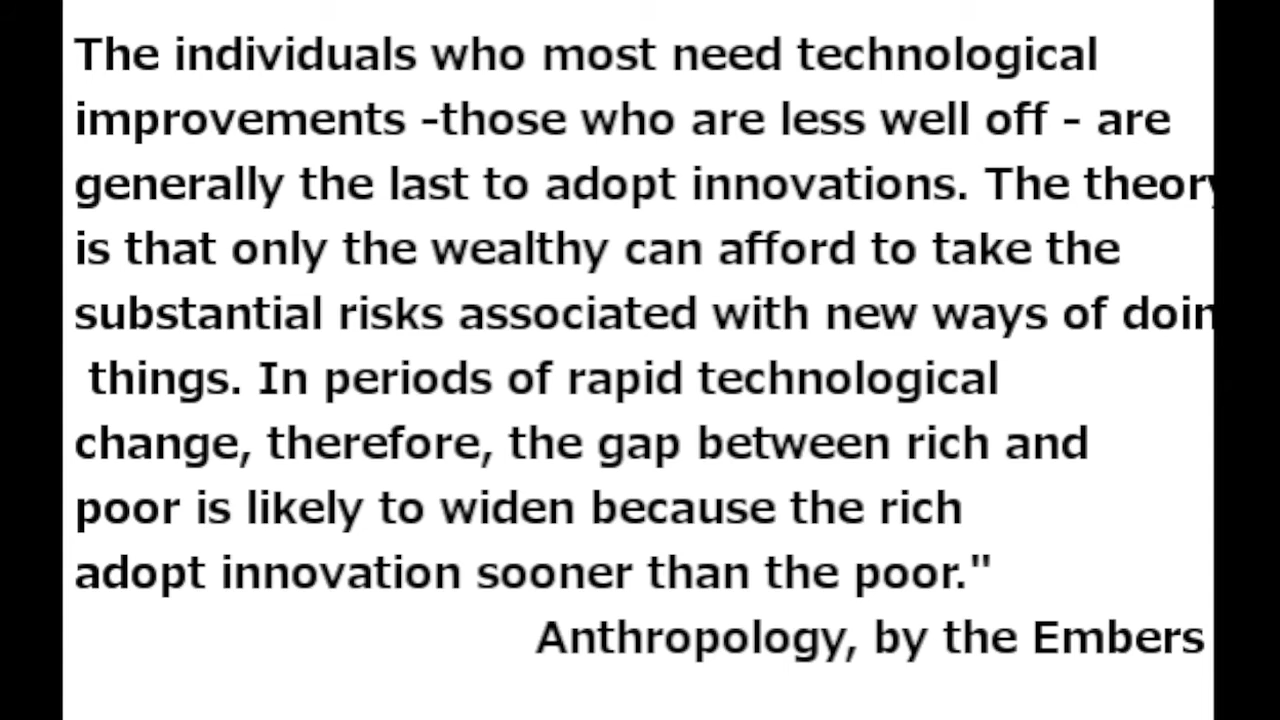 The individuals who most need technological
improvements -those who are less well off - are
generally the last to adopt innovations. The theory
is that only the wealthy can afford to take the
substantial risks associated with new ways of doin
things. In periods of rapid technological
change, therefore, the gap between rich and
poor is likely to widen because the rich
adopt innovation sooner than the poor."
Anthropology, by the Embers